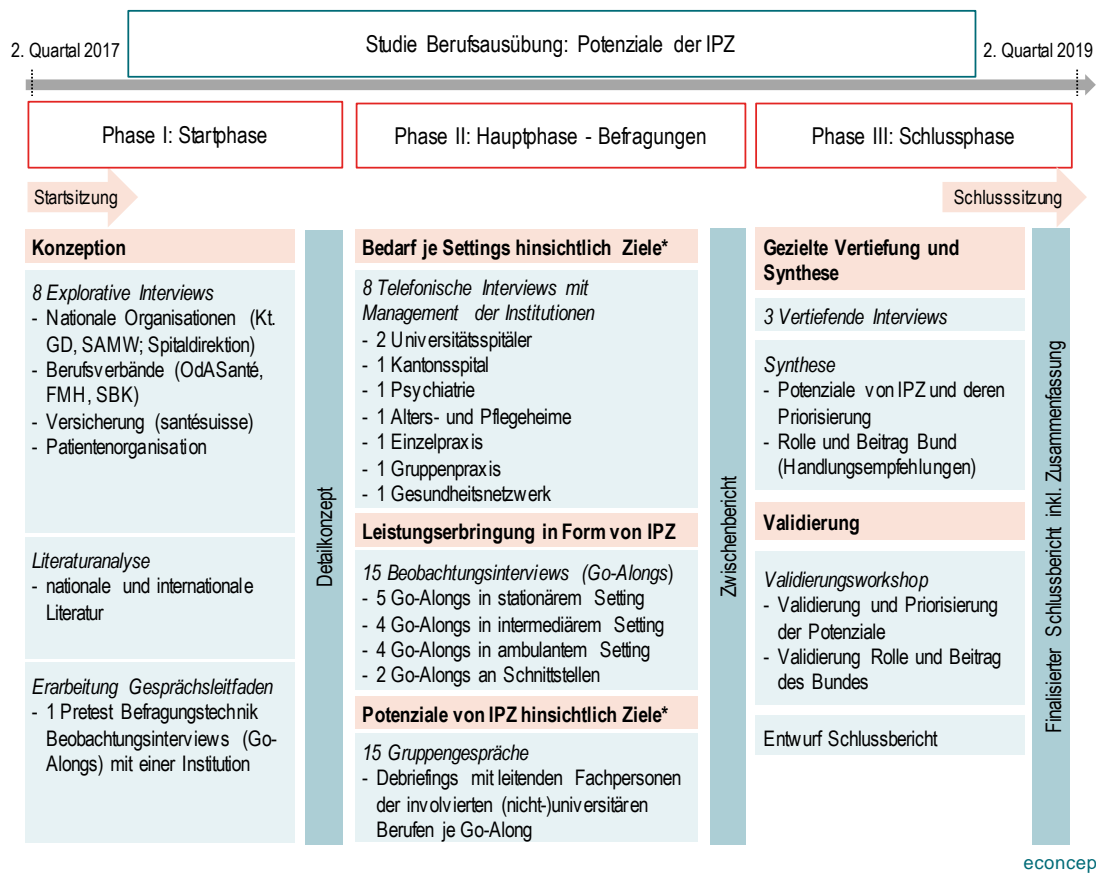 Studie Berufsausübung: Potenziale der IPZ
2. Quartal 2017
2. Quartal 2019
Phase I: Startphase
Phase II: Hauptphase - Befragungen
Phase III: Schlussphase
Startsitzung
Schlusssitzung
Konzeption
8 Explorative Interviews
- Nationale Organisationen (Kt.
GD, SAMW; Spitaldirektion)
- Berufsverbände (OdASanté,
FMH, SBK)
- Versicherung (santésuisse)
- Patientenorganisation
Literaturanalyse
- nationale und internationale
Literatur
Erarbeitung Gesprächsleitfaden
- 1 Pretest Befragungstechnik
Beobachtungsinterviews (Go-
Alongs) mit einer Institution
Detailkonzept
Bedarf je Settings hinsichtlich Ziele*
8 Telefonische Interviews mit
Management der Institutionen
- 2 Universitätsspitäler
- 1 Kantonsspital
- 1 Psychiatrie
- 1 Alters- und Pflegeheime
- 1 Einzelpraxis
- 1 Gruppenpraxis
- 1 Gesundheitsnetzwerk
Leistungserbringung in Form von IPZ
15 Beobachtungsinterviews (Go-Alongs)
- 5 Go-Alongs in stationärem Setting
- 4 Go-Alongs in intermediärem Setting
- 4 Go-Alongs in ambulantem Setting
- 2 Go-Alongs an Schnittstellen
Potenziale von IPZ hinsichtlich Ziele*
15 Gruppengespräche
- Debriefings mit leitenden Fachpersonen
der involvierten (nicht-)universitären
Berufen je Go-Along
Zwischenbericht
Gezielte Vertiefung und
Synthese
3 Vertiefende Interviews
Synthese
- Potenziale von IPZ und deren
Priorisierung
- Rolle und Beitrag Bund
(Handlungsempfehlungen)
Validierung
Validierungsworkshop
- Validierung und Priorisierung
der Potenziale
- Validierung Rolle und Beitrag
des Bundes
Entwurf Schlussbericht
Finalisierter Schlussbericht inkl. Zusammenfassung
econcep